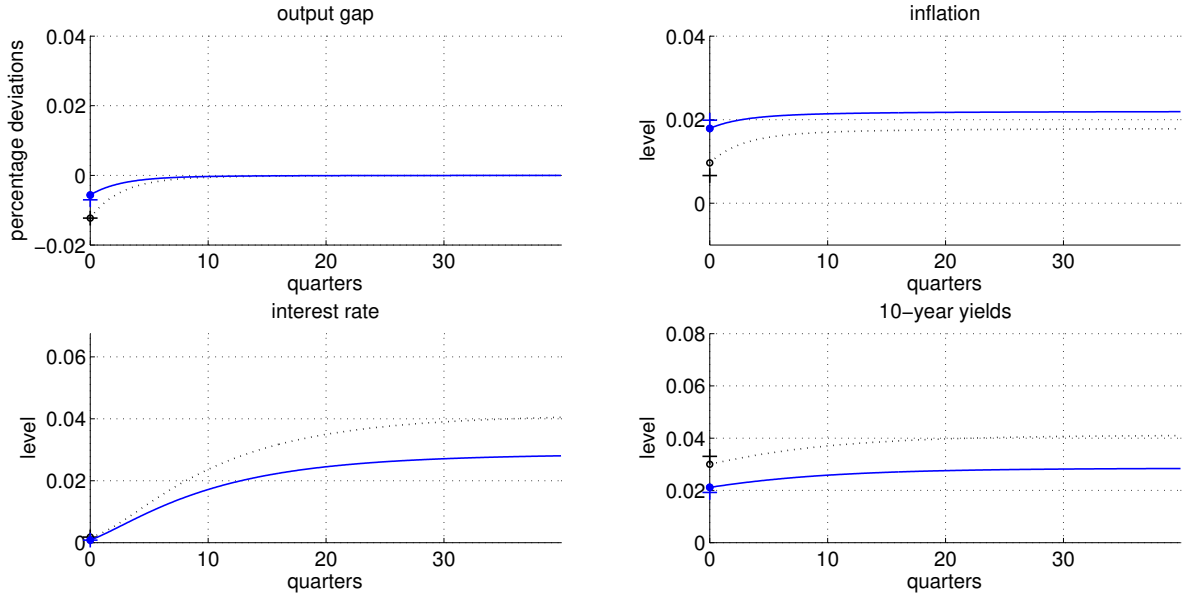 output gap
percentage deviations
0.04
0.02
0
−0.02
0
10
20
30
quarters
inflation
level
0.04
0.02
0
0
10
20
30
quarters
interest rate
level
0.06
0.04
0.02
0
0
10
20
30
quarters
10−year yields
level
0.08
0.06
0.04
0.02
0
0
10
20
30
quarters